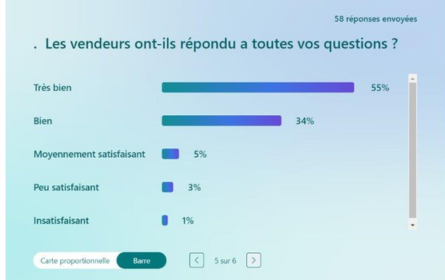 58 réponses envoyées
. Les vendeurs ont-ils répondu a toutes vos questions ?
Très bien 55%
Bien 34%
Moyennement satisfaisant 5%
Peu satisfaisant 3%
Insatisfaisant 1%
Carte proportionnelle Barre < 5 sur 6 >